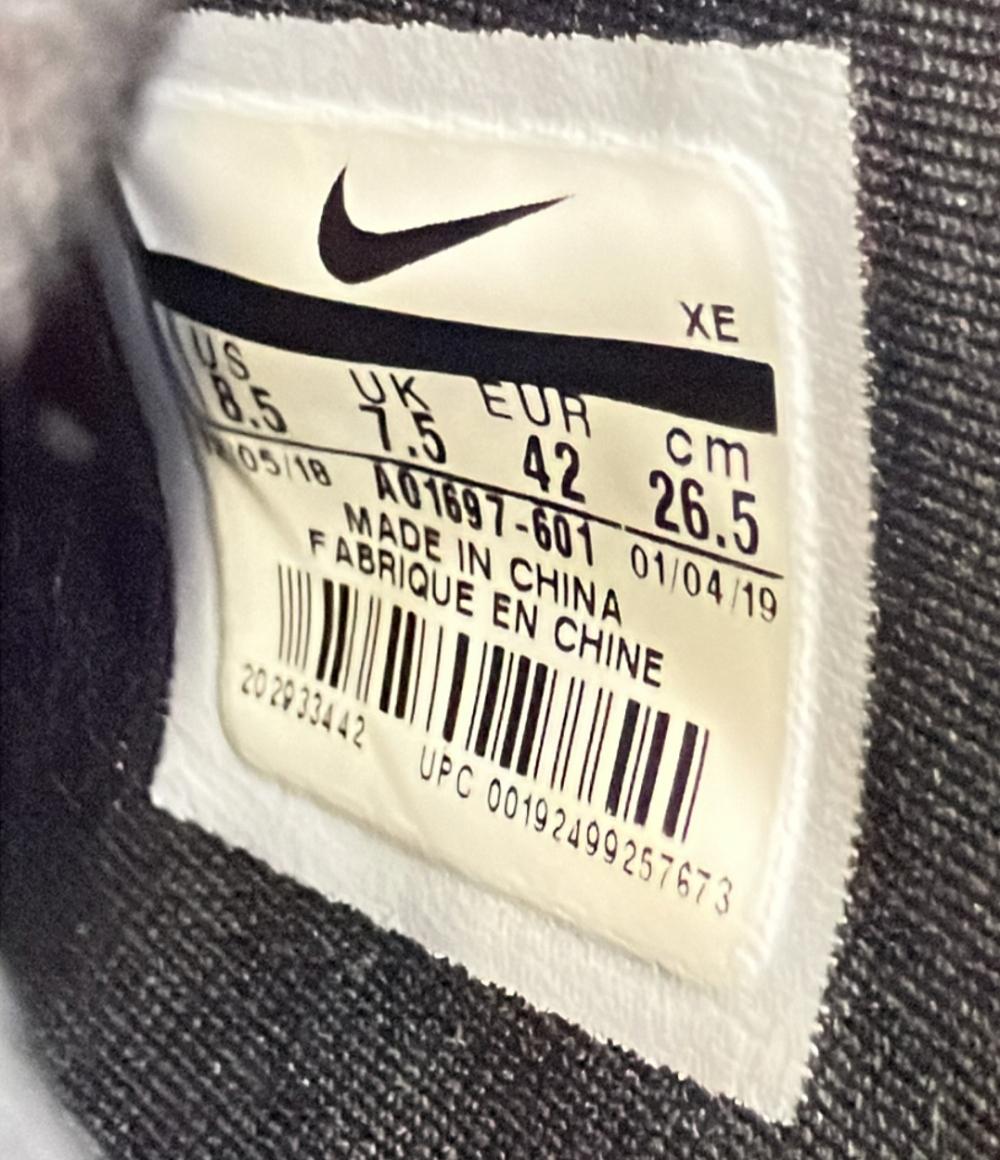 XE
US UK EUR cm
8.5 7.5 42 26.5
/05/18 A01697-601 01/04/19
MADE IN CHINA
FABRIQUE EN CHINE
202933442
UPC 00192499257673